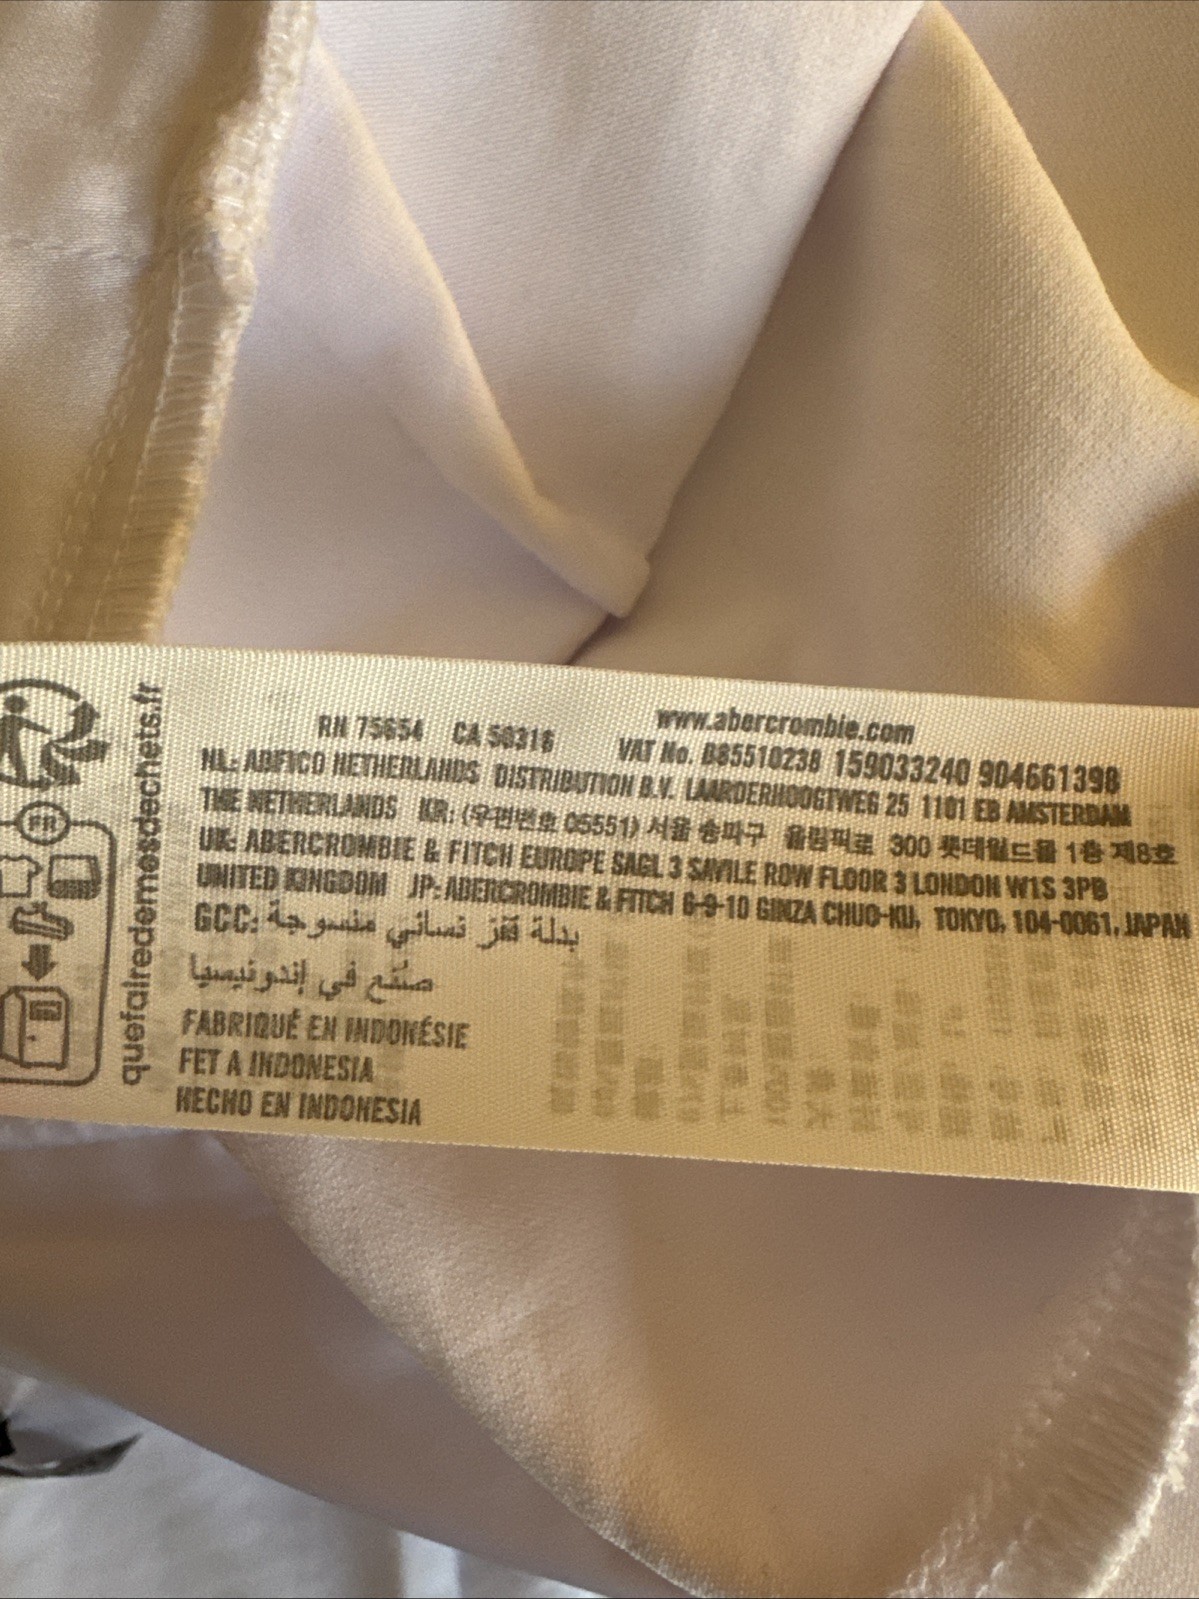 quefairedemesdechets.fr
FR
RN 75654 CA 50316 www.abercrombie.com
VAT No. B85510238 159033240 904661398
NL: ABFICO NETHERLANDS DISTRIBUTION B.V. LAARDERHOOGTWEG 25 1101 EB AMSTERDAM
THE NETHERLANDS KR: (우편번호 05551) 서울 송파구 올림픽로 300 롯데월드몰 1층 제8호
UK: ABERCROMBIE & FITCH EUROPE SAGL 3 SAVILE ROW FLOOR 3 LONDON W1S 3PB
UNITED KINGDOM JP: ABERCROMBIE & FITCH 6-9-10 GINZA CHUO-KU, TOKYO, 104-0061, JAPAN
GCC: بدلة قفز نسائي منسوجة
صنع في إندونيسيا
FABRIQUÉ EN INDONÉSIE
FET A INDONESIA
HECHO EN INDONESIA